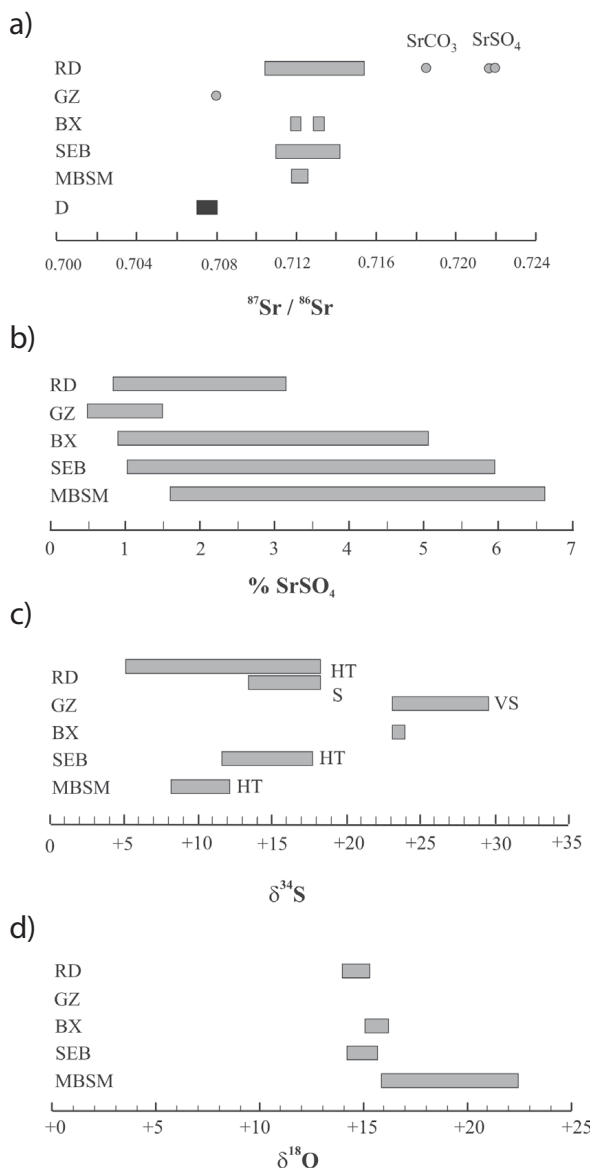 a)
SrCO₃ SrSO₄
RD
GZ
BX
SEB
MBSM
D
0.700 0.704 0.708 0.712 0.716 0.720 0.724
⁸⁷Sr / ⁸⁶Sr
b)
RD
GZ
BX
SEB
MBSM
0 1 2 3 4 5 6 7
% SrSO₄
c)
RD HT
S
GZ VS
BX
SEB HT
MBSM HT
0 +5 +10 +15 +20 +25 +30 +35
δ³⁴S
d)
RD
GZ
BX
SEB
MBSM
+0 +5 +10 +15 +20 +25
δ¹⁸O